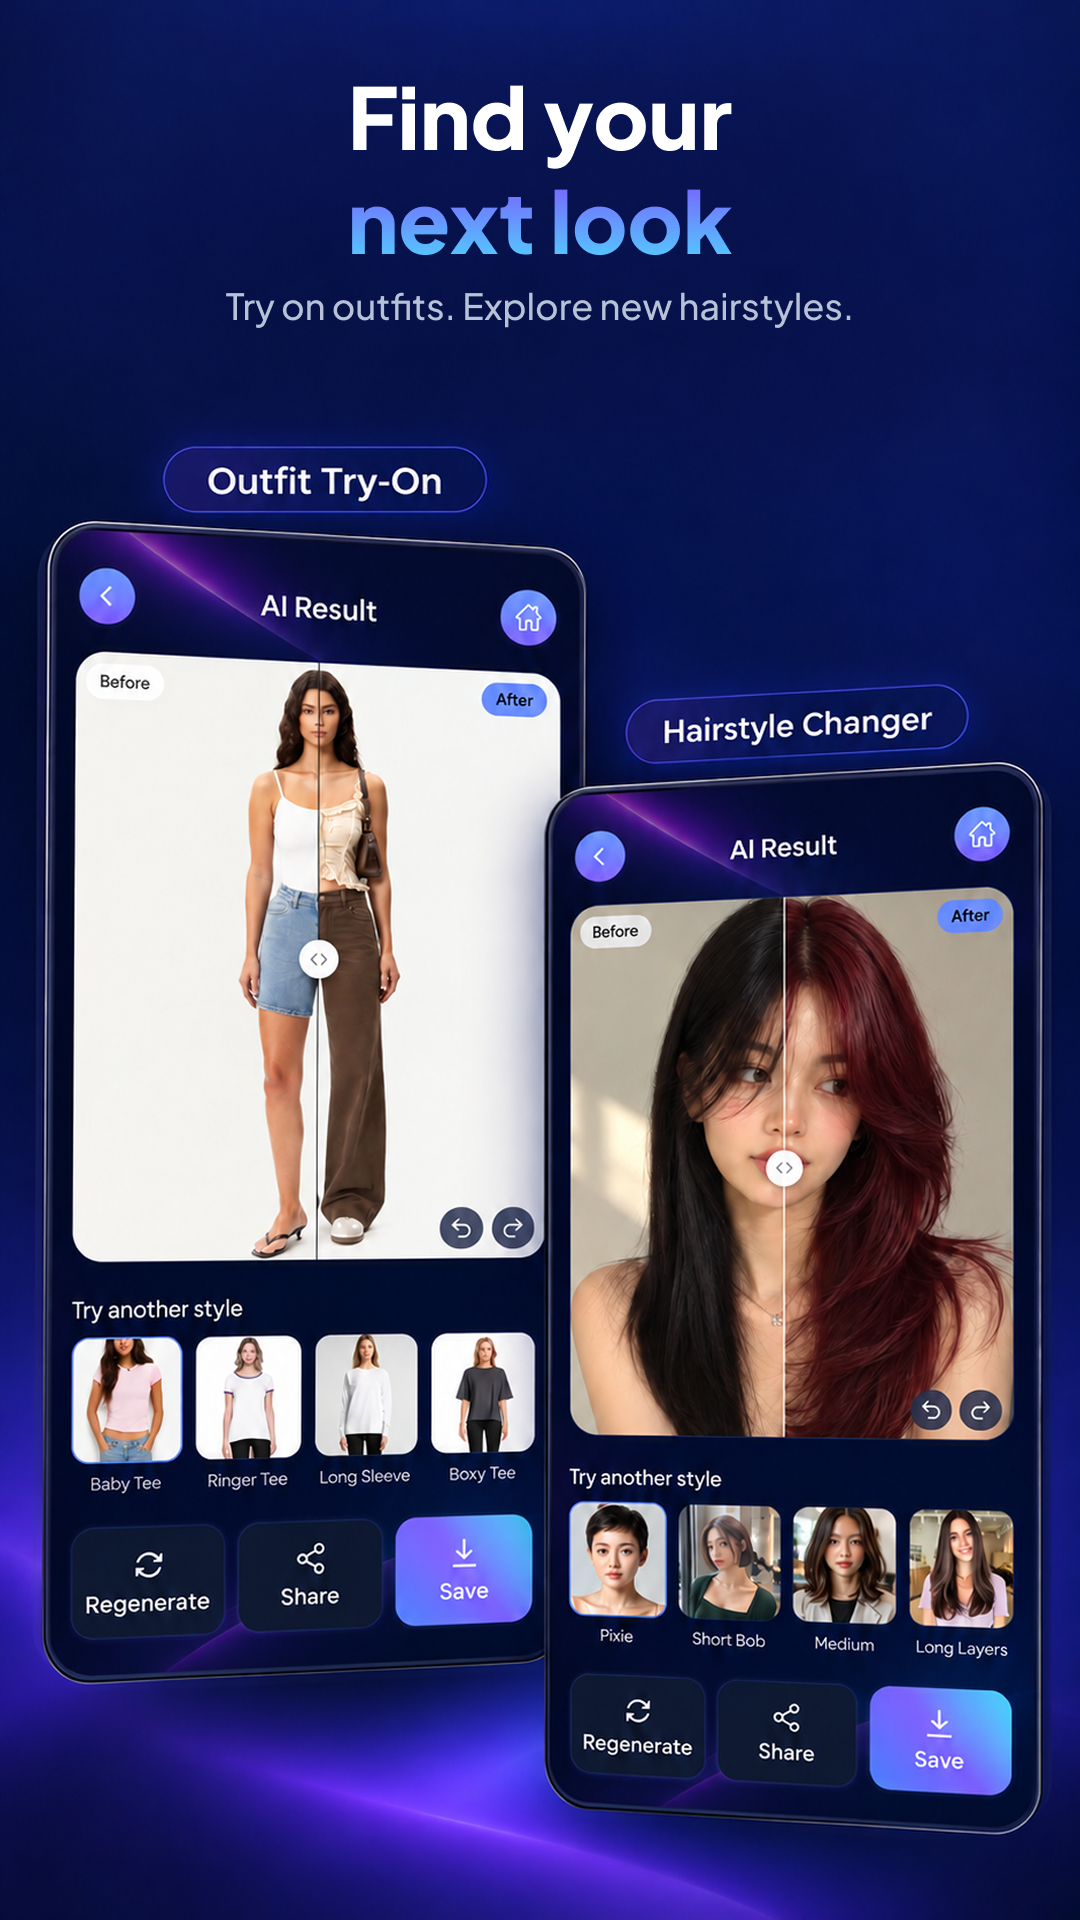 Find your
next look
Try on outfits. Explore new hairstyles.
Outfit Try-On
AI Result
Before
After
Try another style
Baby Tee
Ringer Tee
Long Sleeve
Boxy Tee
Regenerate
Share
Save
Hairstyle Changer
AI Result
Before
After
Try another style
Pixie
Short Bob
Medium
Long Layers
Regenerate
Share
Save